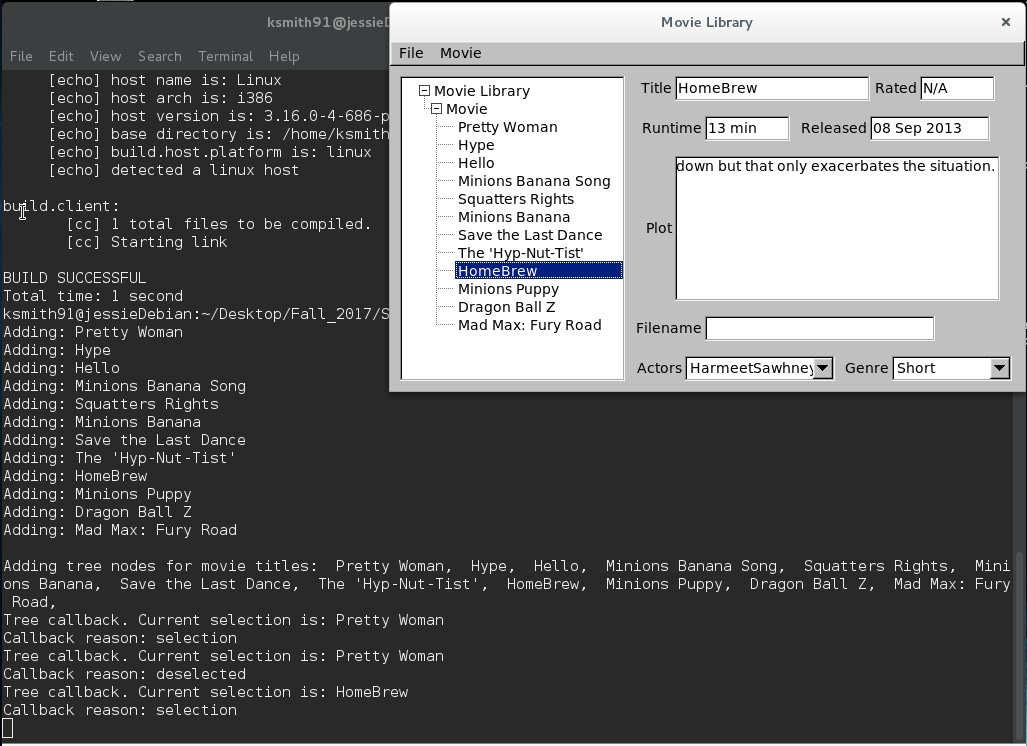 ksmith91@jessieD
File Edit View Search Terminal Help
[echo] host name is: Linux
[echo] host arch is: i386
[echo] host version is: 3.16.0-4-686-p
[echo] base directory is: /home/ksmith
[echo] build.host.platform is: linux
[echo] detected a linux host
build.client:
[cc] 1 total files to be compiled.
[cc] Starting link
BUILD SUCCESSFUL
Total time: 1 second
ksmith91@jessieDebian:~/Desktop/Fall_2017/S
Adding: Pretty Woman
Adding: Hype
Adding: Hello
Adding: Minions Banana Song
Adding: Squatters Rights
Adding: Minions Banana
Adding: Save the Last Dance
Adding: The 'Hyp-Nut-Tist'
Adding: HomeBrew
Adding: Minions Puppy
Adding: Dragon Ball Z
Adding: Mad Max: Fury Road
Adding tree nodes for movie titles:  Pretty Woman,  Hype,  Hello,  Minions Banana Song,  Squatters Rights,  Mini
ons Banana,  Save the Last Dance,  The 'Hyp-Nut-Tist',  HomeBrew,  Minions Puppy,  Dragon Ball Z,  Mad Max: Fury
Road,
Tree callback. Current selection is: Pretty Woman
Callback reason: selection
Tree callback. Current selection is: Pretty Woman
Callback reason: deselected
Tree callback. Current selection is: HomeBrew
Callback reason: selection
Movie Library
File Movie
Movie Library
Movie
Pretty Woman
Hype
Hello
Minions Banana Song
Squatters Rights
Minions Banana
Save the Last Dance
The 'Hyp-Nut-Tist'
HomeBrew
Minions Puppy
Dragon Ball Z
Mad Max: Fury Road
Title HomeBrew Rated N/A
Runtime 13 min Released 08 Sep 2013
down but that only exacerbates the situation.
Plot
Filename
Actors HarmeetSawhney Genre Short